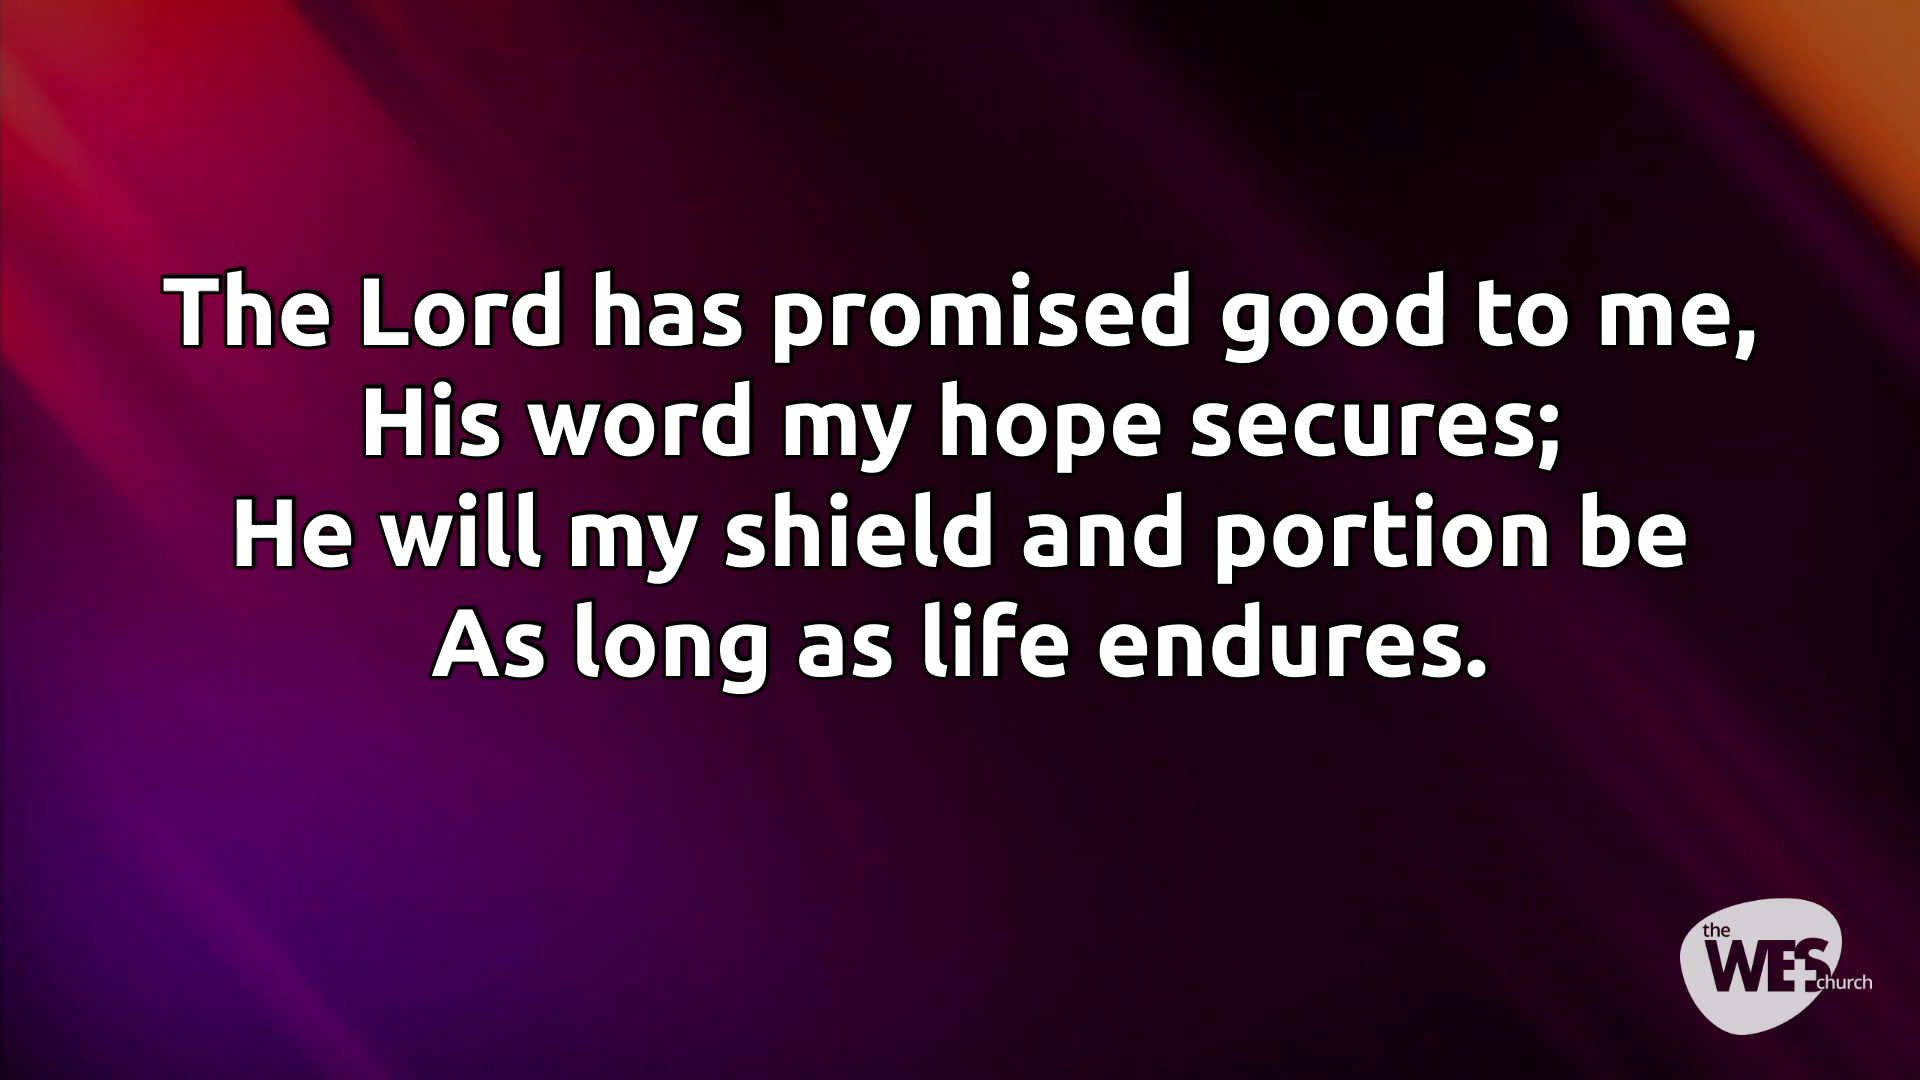 The Lord has promised good to me,
His word my hope secures;
He will my shield and portion be
As long as life endures.
the
WES
church